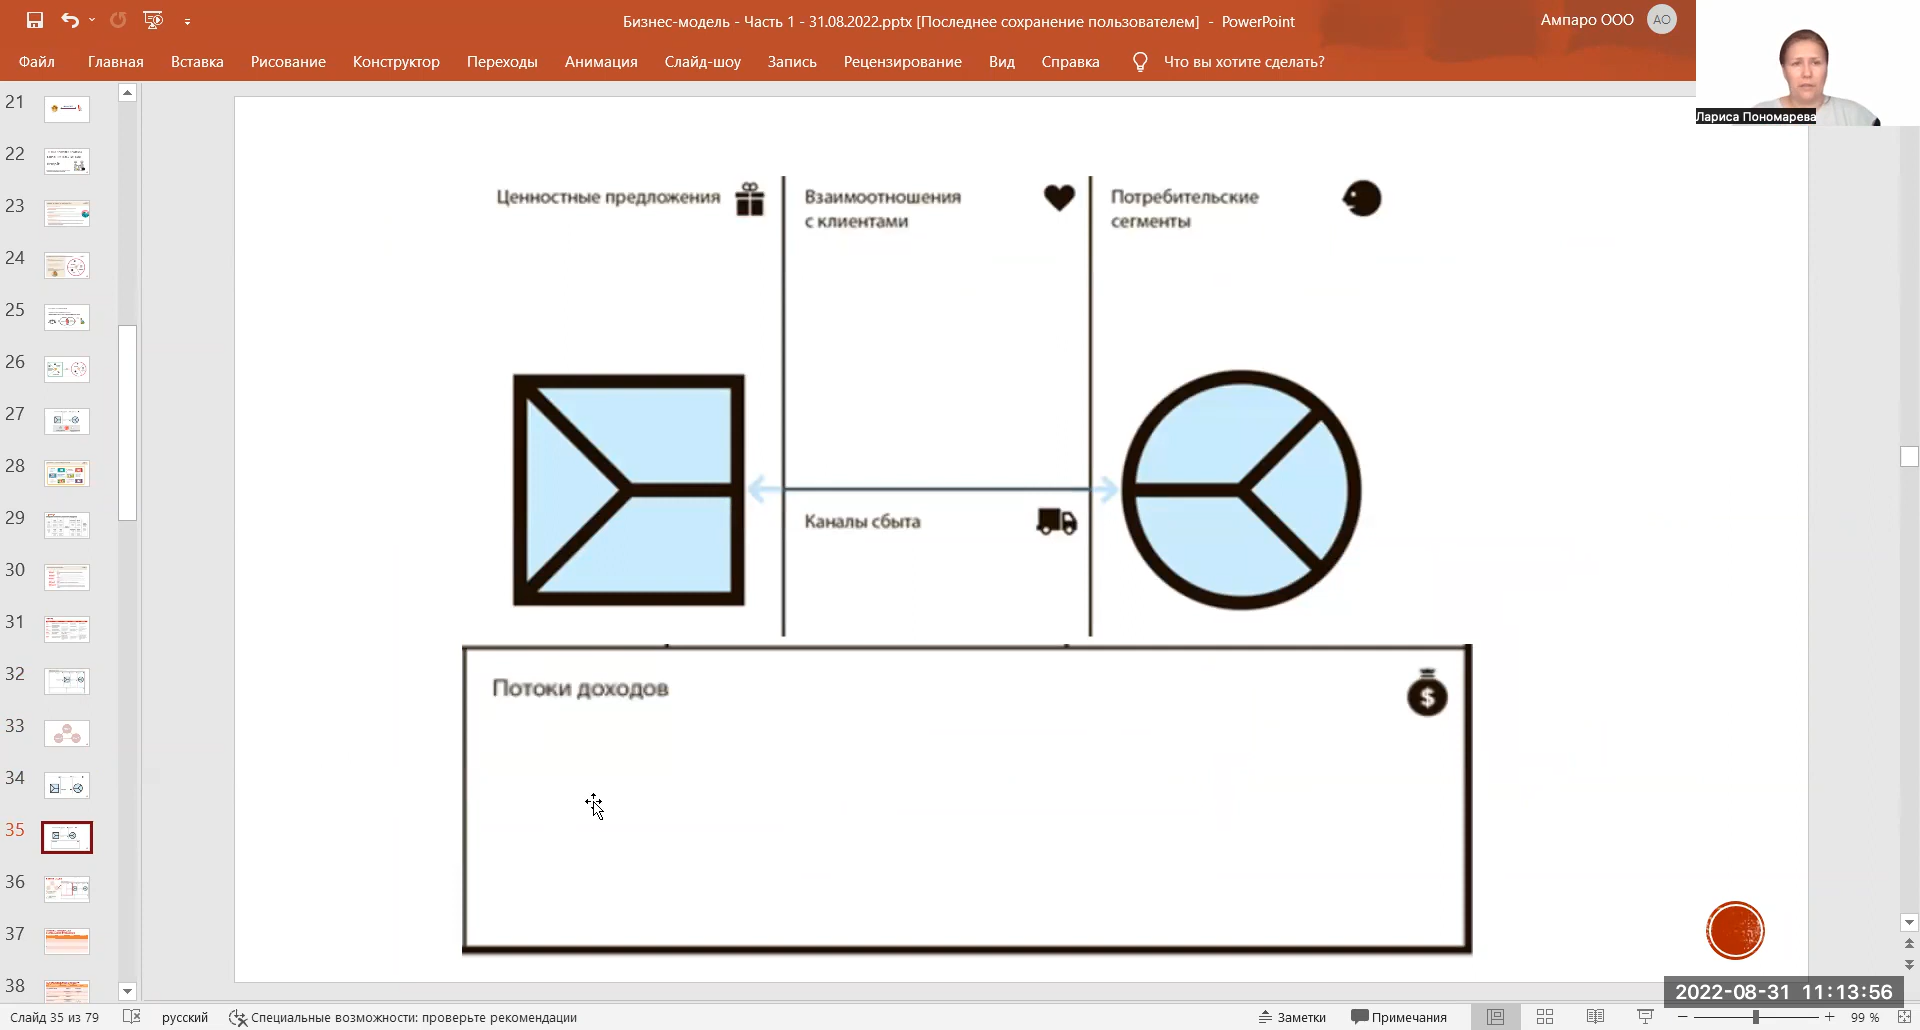 Бизнес-модель - Часть 1 - 31.08.2022.pptx [Последнее сохранение пользователем] - PowerPoint
Ампаро ООО
АО
Файл Главная Вставка Рисование Конструктор Переходы Анимация Слайд-шоу Запись Рецензирование Вид Справка Что вы хотите сделать?
Лариса Пономарева
21
22
23
24
25
26
27
28
29
30
31
32
33
34
35
36
37
38
Ценностные предложения
Взаимоотношения
с клиентами
Потребительские
сегменты
Каналы сбыта
Потоки доходов
$
2022-08-31 11:13:56
Слайд 35 из 79
русский
Специальные возможности: проверьте рекомендации
Заметки
Примечания
99 %